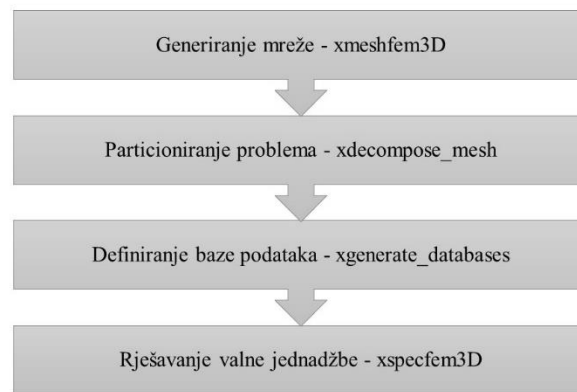 Generiranje mreže - xmeshfem3D
Particioniranje problema - xdecompose_mesh
Definiranje baze podataka - xgenerate_databases
Rješavanje valne jednadžbe - xspecfem3D